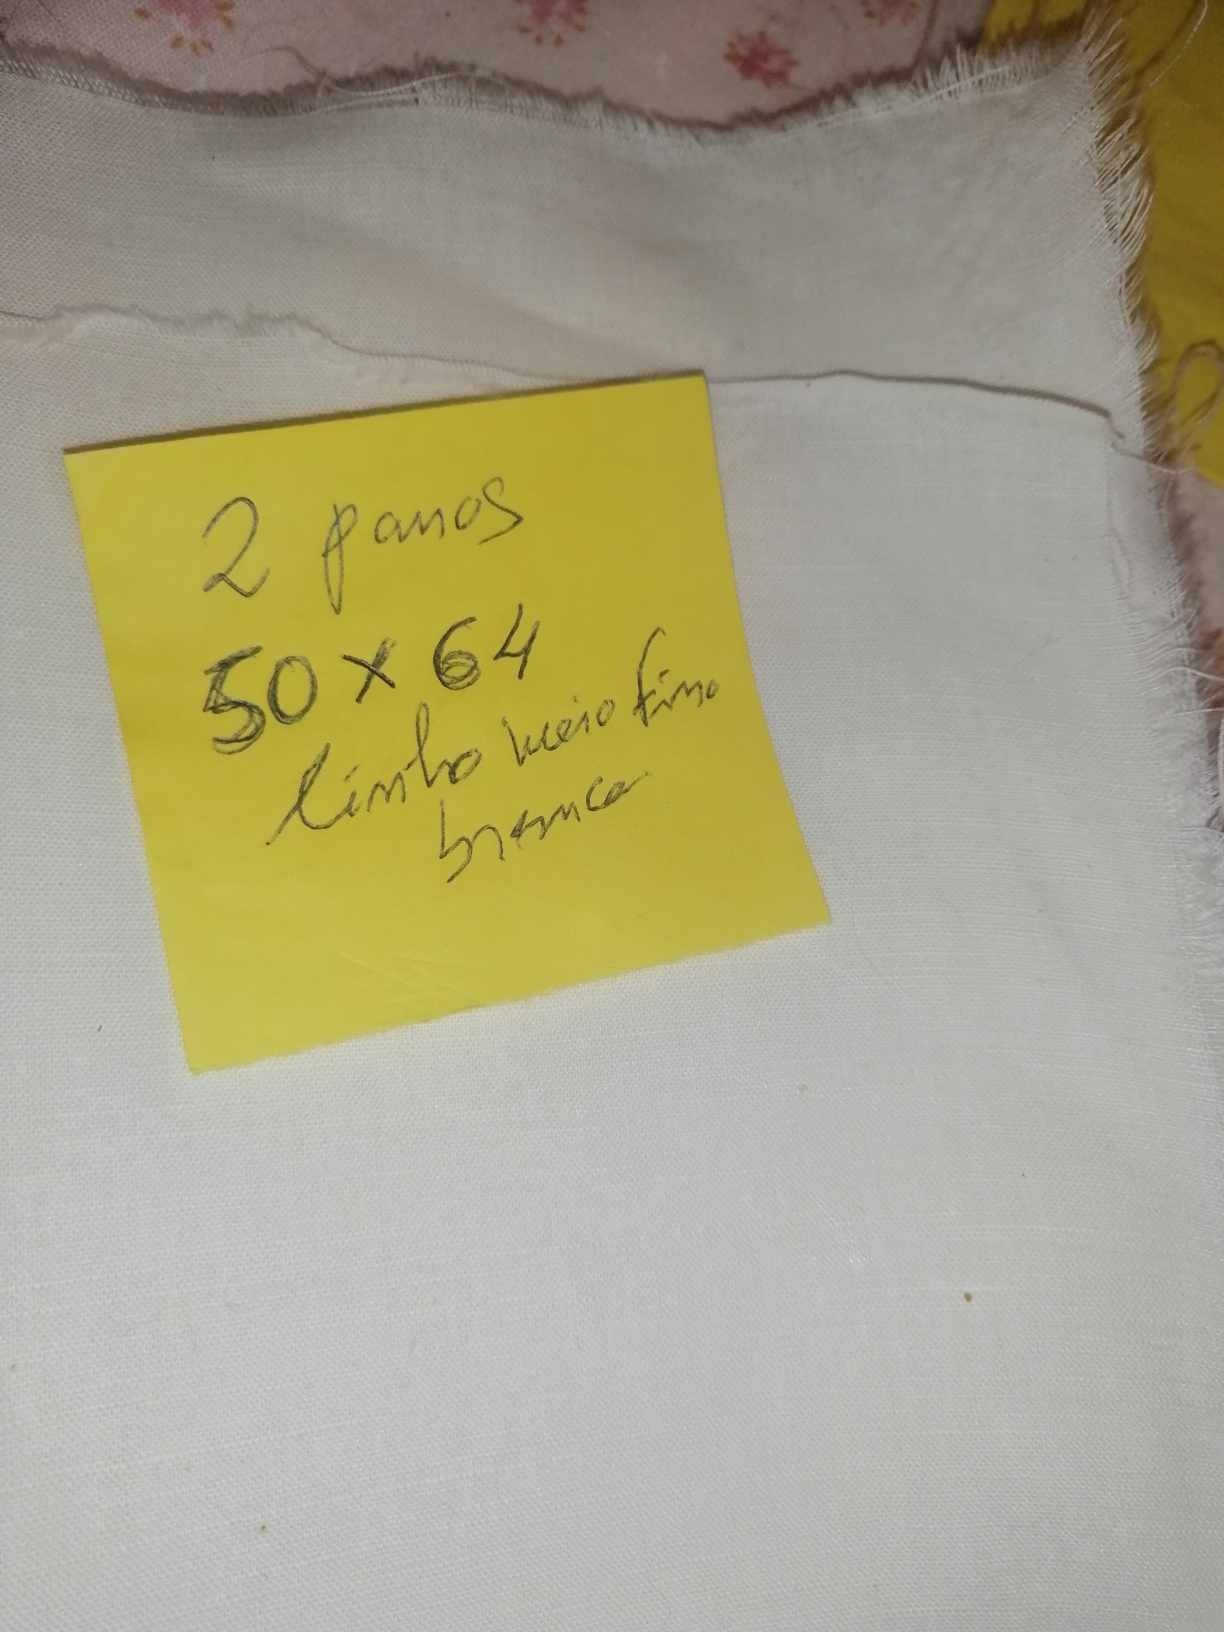 2 panos
50 x 64
linho meio fino
branco